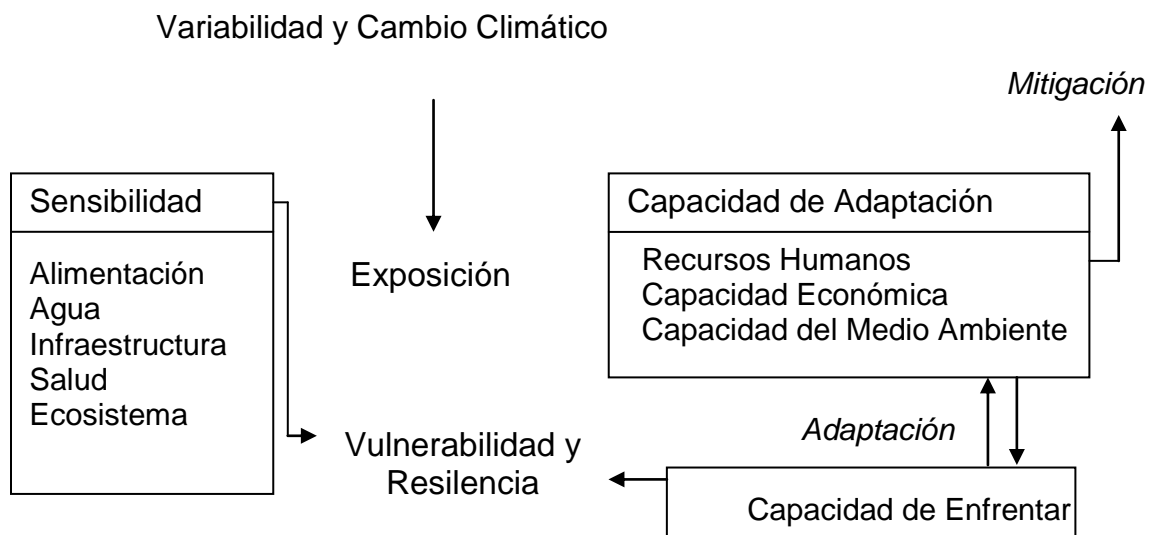 Variabilidad y Cambio Climático
Mitigación
Sensibilidad
Alimentación
Agua
Infraestructura
Salud
Ecosistema
Exposición
Vulnerabilidad y
Resilencia
Capacidad de Adaptación
Recursos Humanos
Capacidad Económica
Capacidad del Medio Ambiente
Adaptación
Capacidad de Enfrentar